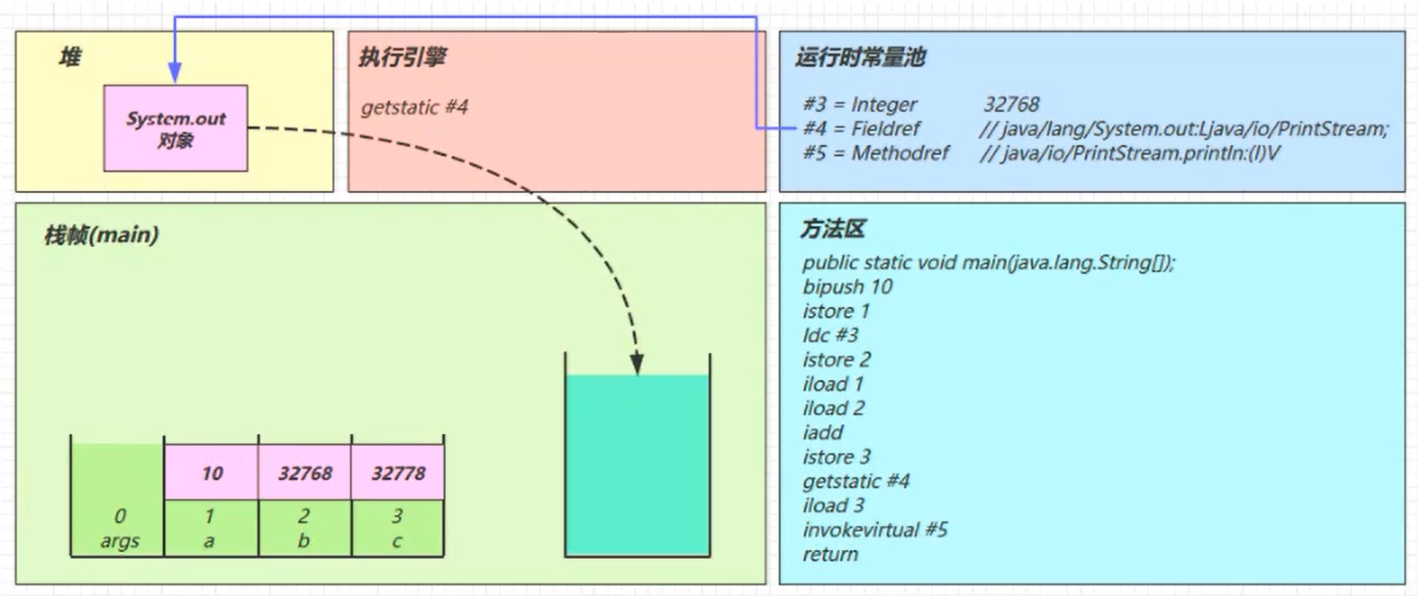 堆
System.out
对象
执行引擎
getstatic #4
运行时常量池
#3 = Integer 32768
#4 = Fieldref // java/lang/System.out:Ljava/io/PrintStream;
#5 = Methodref // java/io/PrintStream.println:(I)V
栈帧(main)
10 32768 32778
0 1 2 3
args a b c
方法区
public static void main(java.lang.String[]);
bipush 10
istore 1
ldc #3
istore 2
iload 1
iload 2
iadd
istore 3
getstatic #4
iload 3
invokevirtual #5
return